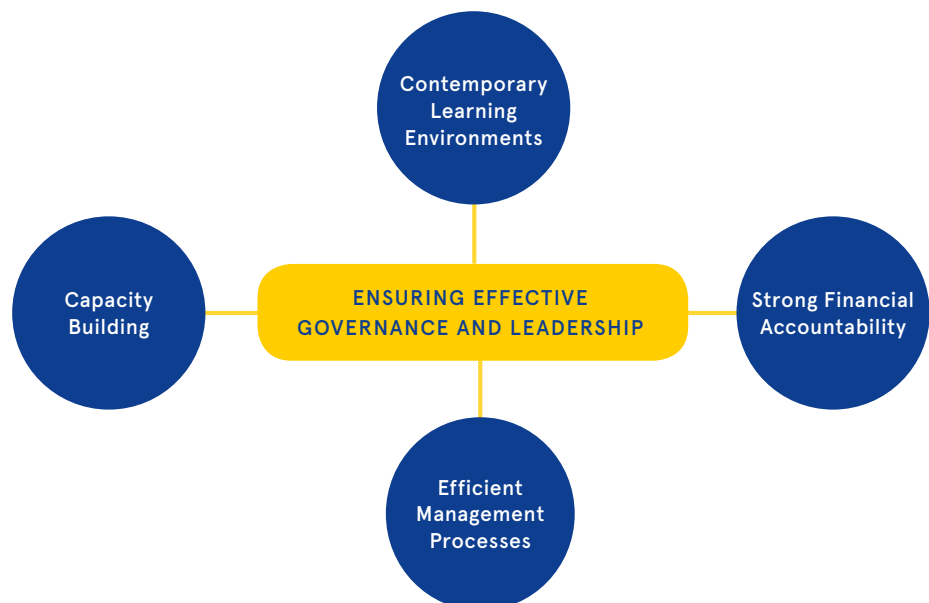 Contemporary
Learning
Environments
Capacity
Building
ENSURING EFFECTIVE
GOVERNANCE AND LEADERSHIP
Strong Financial
Accountability
Efficient
Management
Processes